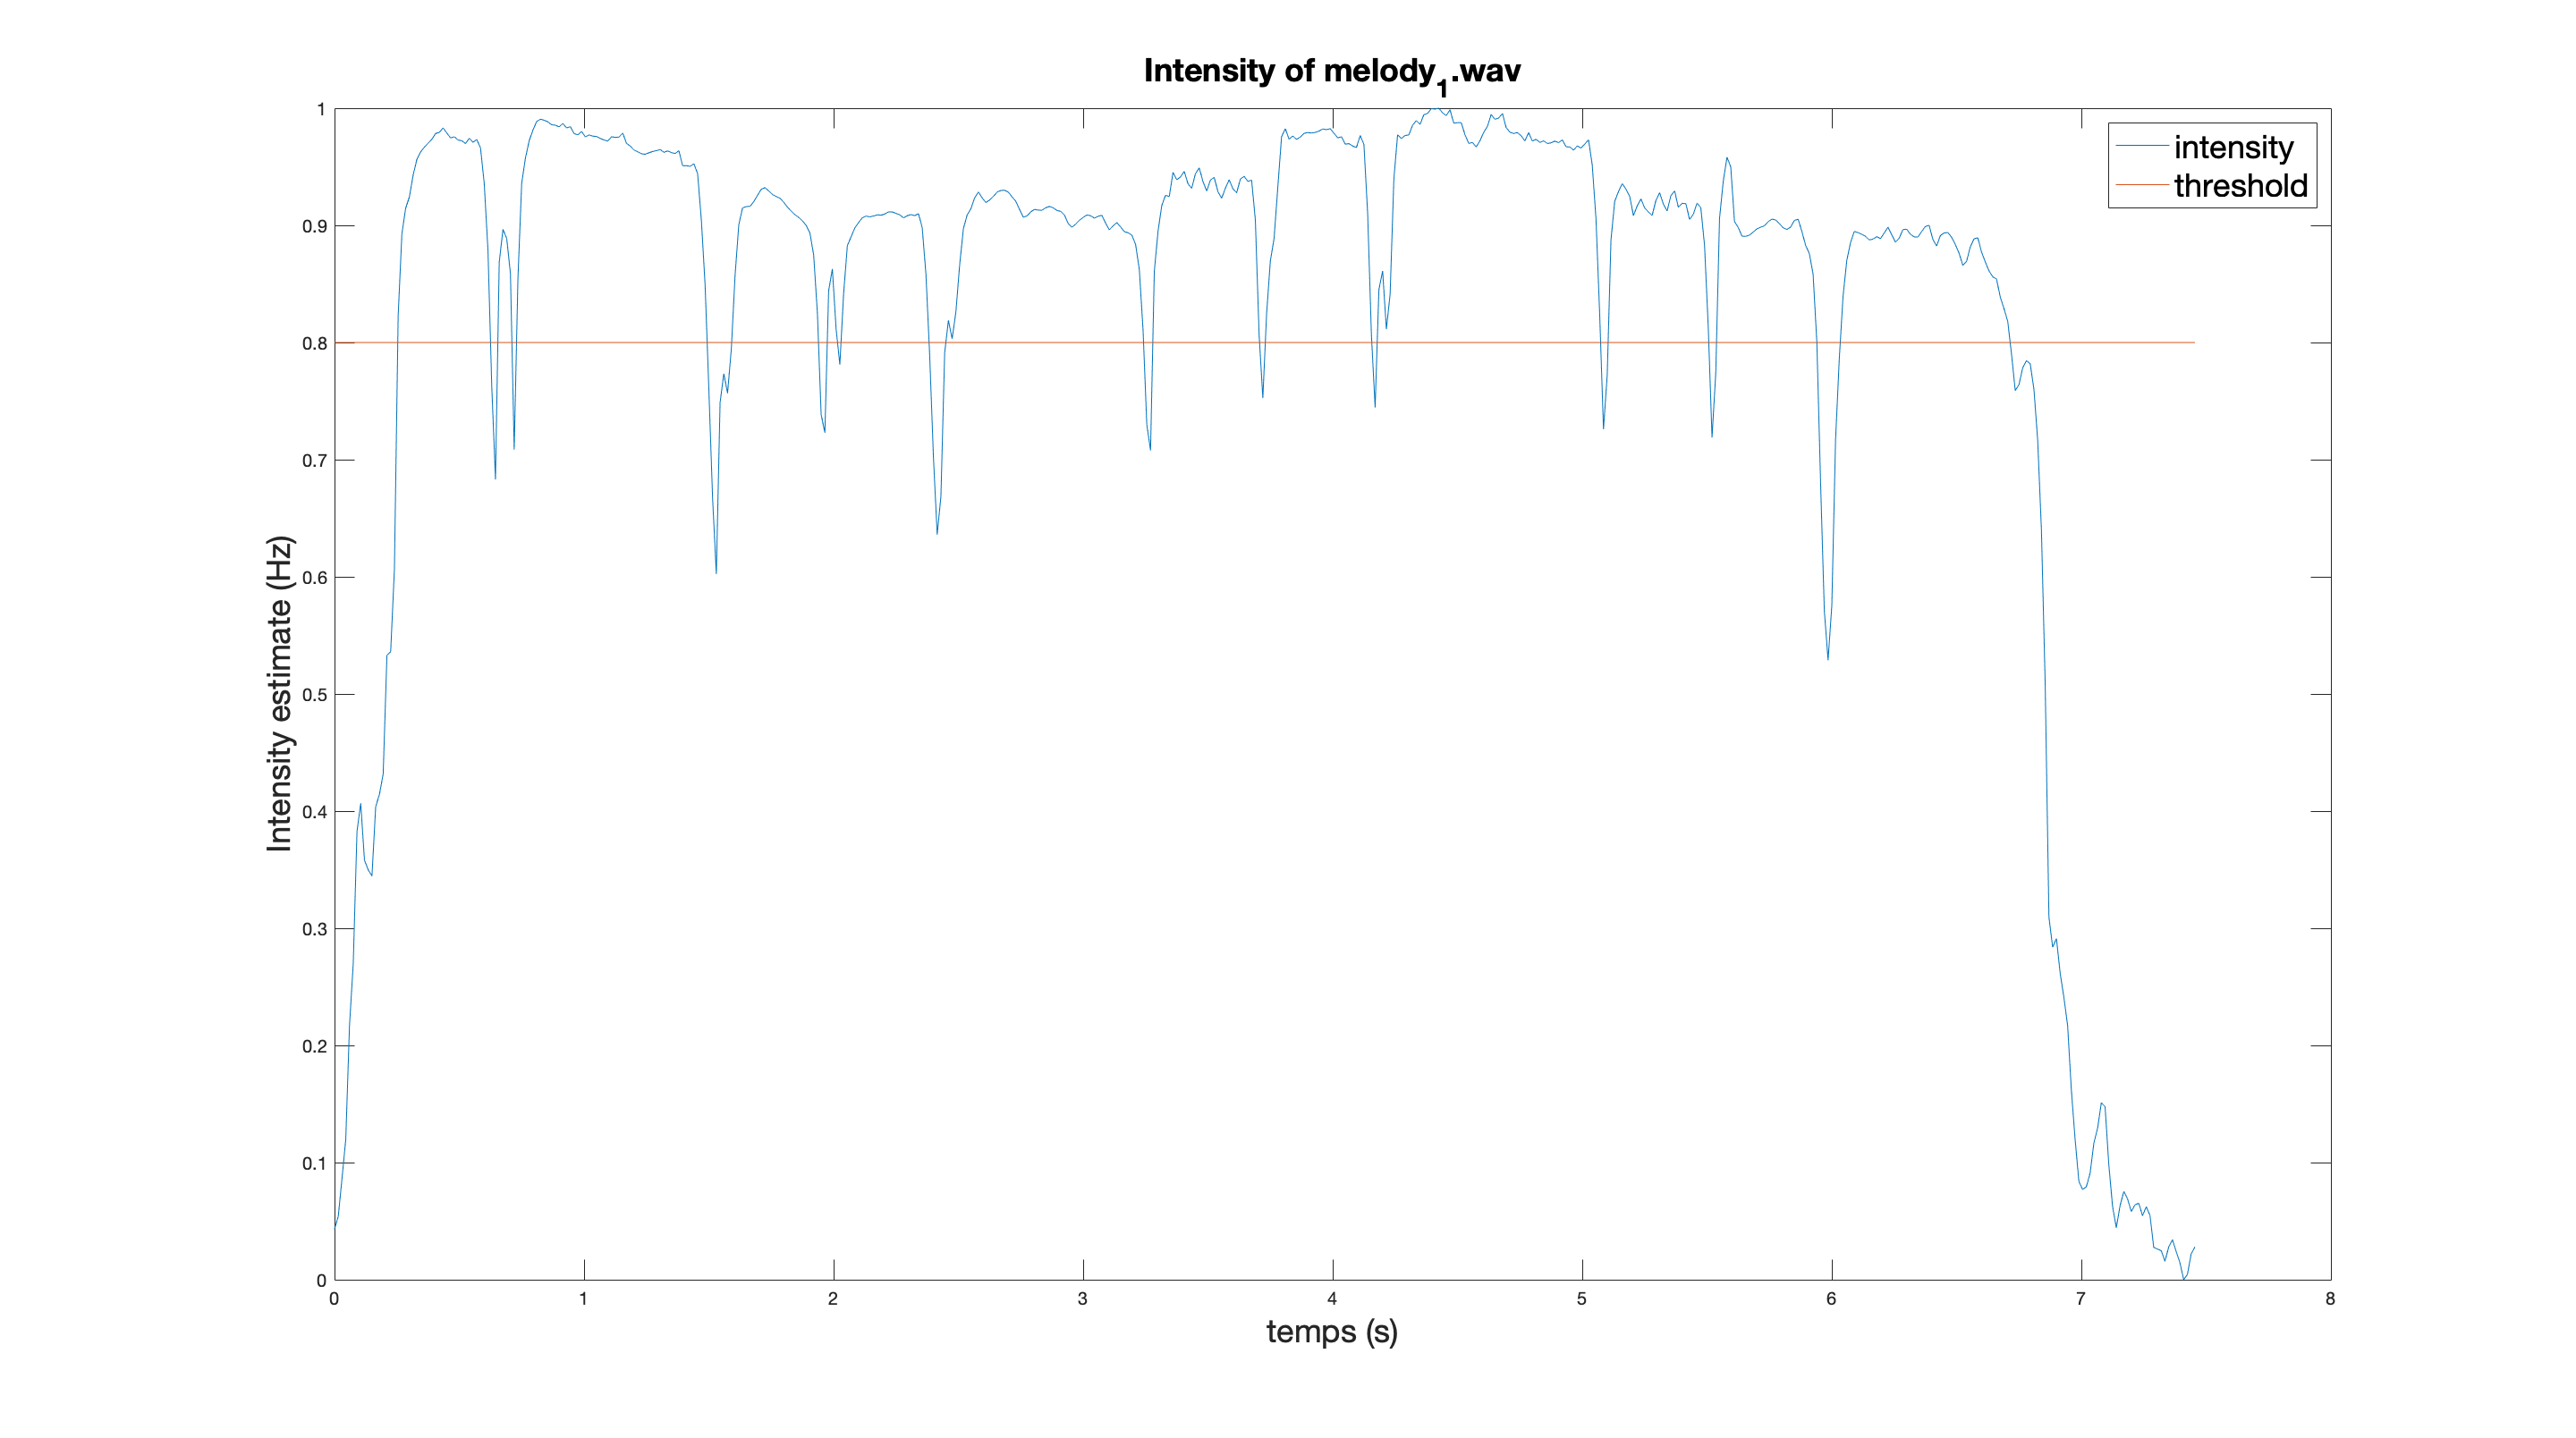 Intensity of melody1.wav
intensity
threshold
Intensity estimate (Hz)
1
0.9
0.8
0.7
0.6
0.5
0.4
0.3
0.2
0.1
0
0 1 2 3 4 5 6 7 8
temps (s)